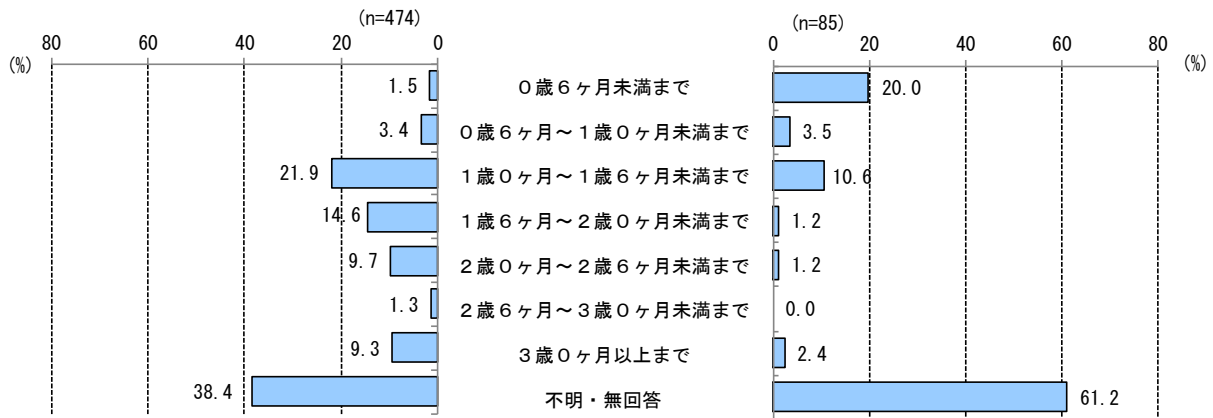 (n=474) (n=85)
80 60 40 20 0 0 20 40 60 80
(%) (%)
1.5 0歳6ヶ月未満まで 20.0
3.4 0歳6ヶ月～1歳0ヶ月未満まで 3.5
21.9 1歳0ヶ月～1歳6ヶ月未満まで 10.6
14.6 1歳6ヶ月～2歳0ヶ月未満まで 1.2
9.7 2歳0ヶ月～2歳6ヶ月未満まで 1.2
1.3 2歳6ヶ月～3歳0ヶ月未満まで 0.0
9.3 3歳0ヶ月以上まで 2.4
38.4 不明・無回答 61.2